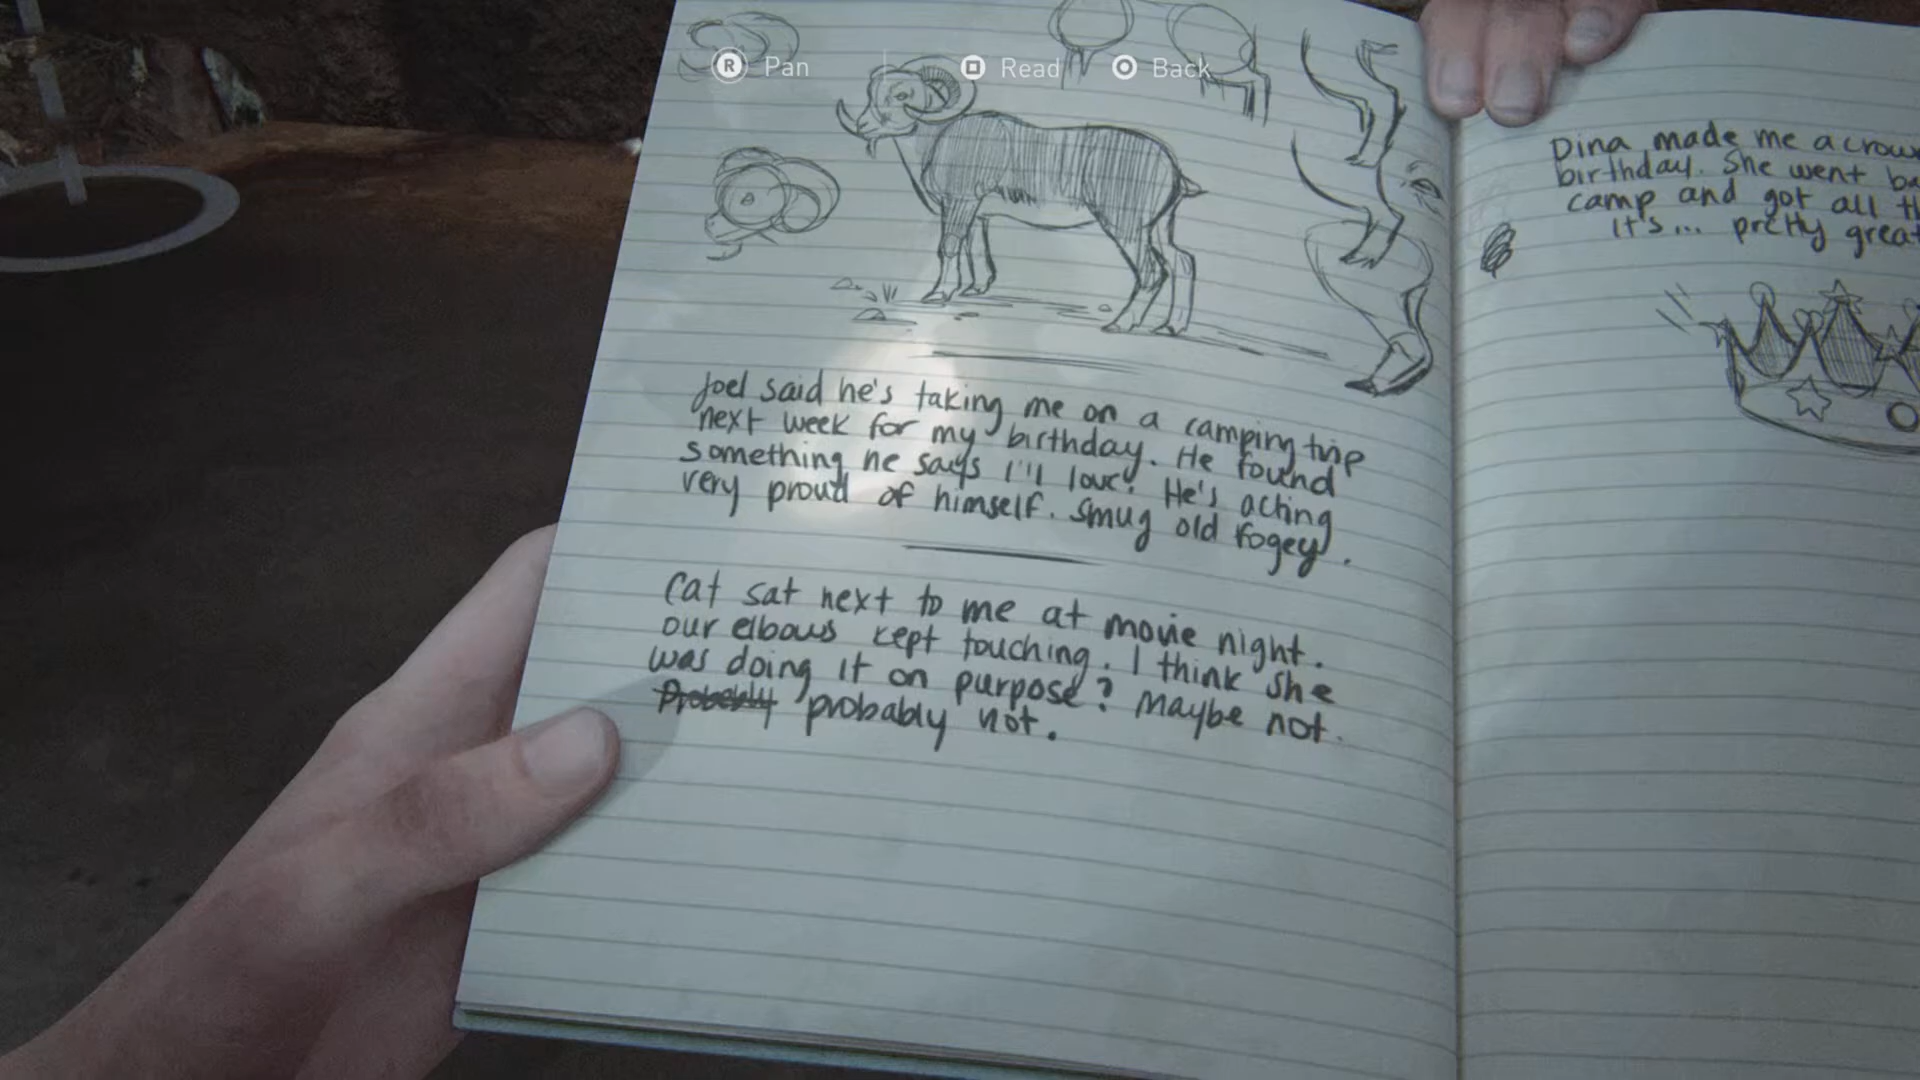 R Pan
Read
Back
Joel said he's taking me on a camping trip
next week for my birthday. He found
something he says I'll love. He's acting
very proud of himself. Smug old fogey.
Cat sat next to me at movie night.
our elbows kept touching. I think she
was doing it on purpose? Maybe not.
Probably probably not.
Dina made me a crow
birthday. She went ba
camp and got all th
It's... pretty great